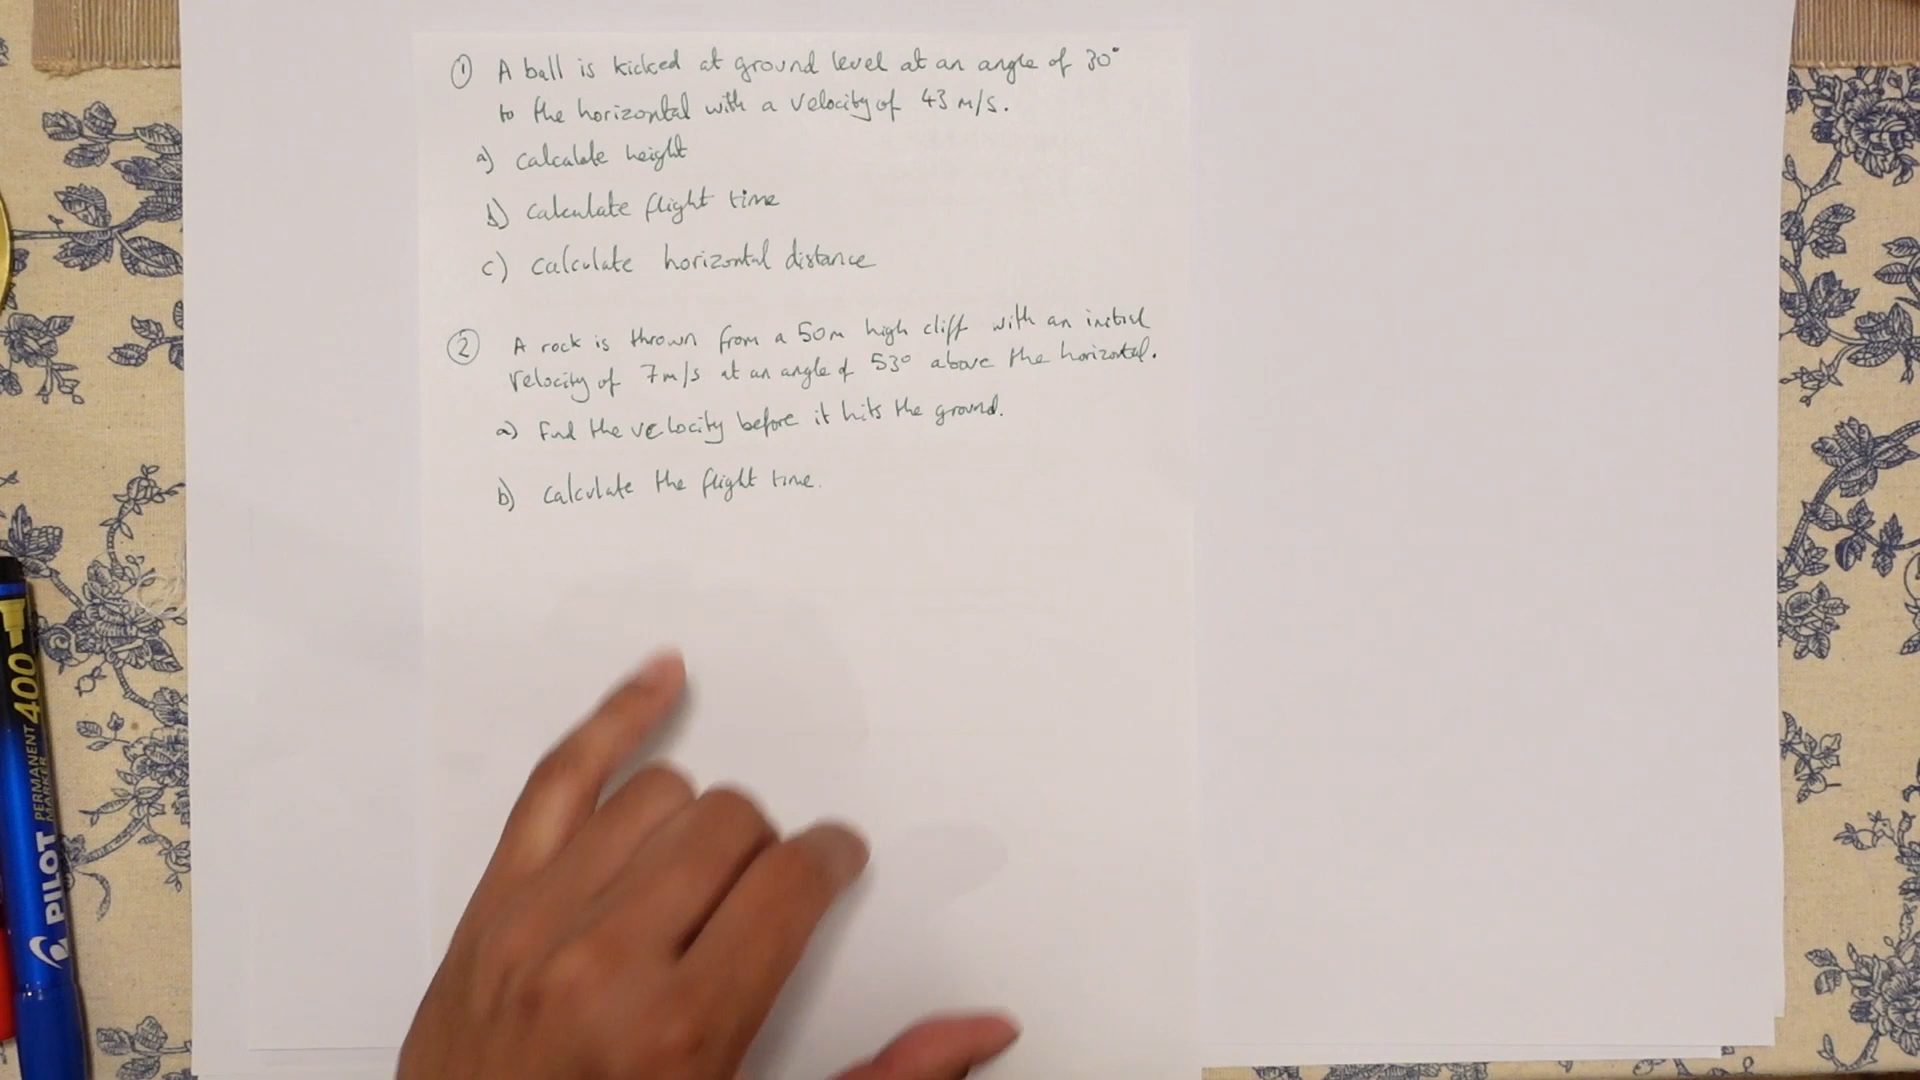 ① A ball is kicked at ground level at an angle of 30°
to the horizontal with a velocity of 43 m/s.
a) calculate height
b) calculate flight time
c) calculate horizontal distance
② A rock is thrown from a 50m high cliff with an initial
velocity of 7m/s at an angle of 53° above the horizontal.
a) Find the velocity before it hits the ground.
b) calculate the flight time.
PILOT PERMANENT MARKER 400